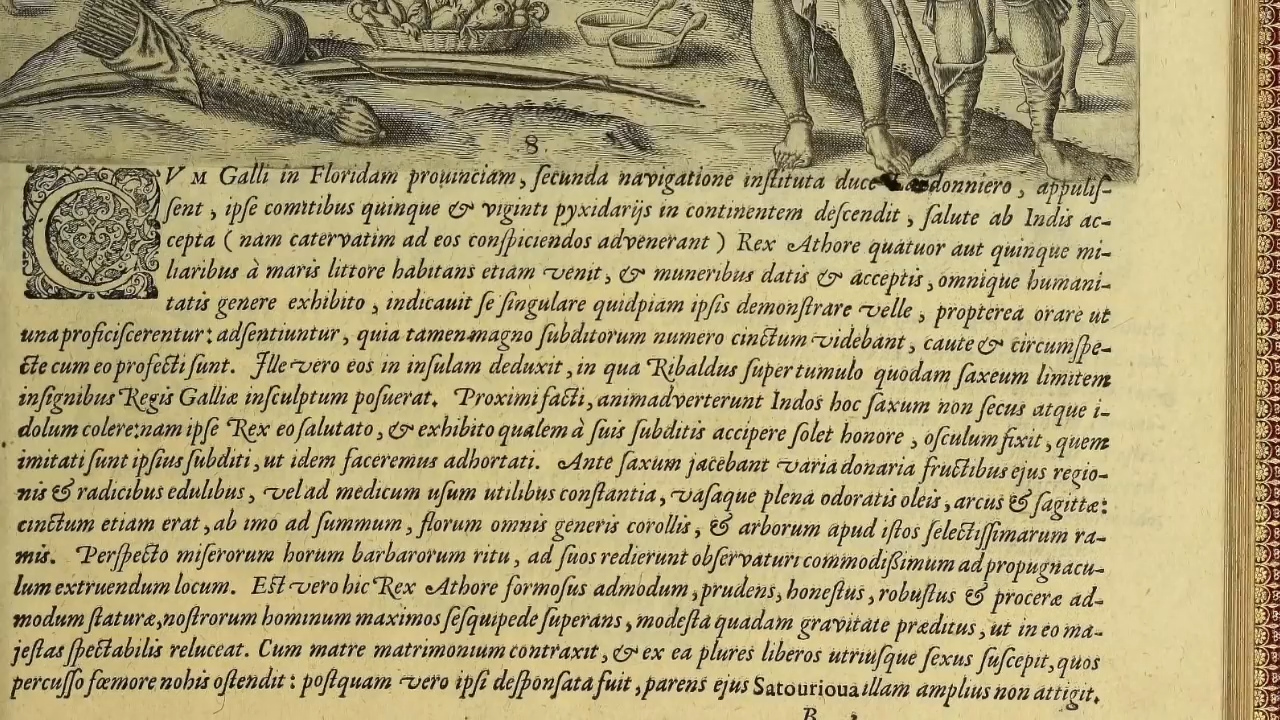 8.
CVM Galli in Floridam prouinciam, secunda navigatione instituta duce Laudonniero, appulis-
sent, ipse comitibus quinque & viginti pyxidarijs in continentem descendit, salute ab Indis ac-
cepta (nam catervatim ad eos conspiciendos advenerant) Rex Athore quatuor aut quinque mi-
liaribus à maris littore habitans etiam venit, & muneribus datis & acceptis, omnique humani-
tatis genere exhibito, indicauit se singulare quidpiam ipsis demonstrare velle, propterea orare ut
una proficiscerentur: adsentiuntur, quia tamen magno subditorum numero cinctum videbant, caute & circumspe-
cte cum eo profecti sunt. Ille vero eos in insulam deduxit, in qua Ribaldus super tumulo quodam saxeum limitem
insignibus Regis Galliæ insculptum posuerat. Proximi facti, animadverterunt Indos hoc saxum non secus atque i-
dolum colere: nam ipse Rex eo salutato, & exhibito qualem à suis subditis accipere solet honore, osculum fixit, quem
imitati sunt ipsius subditi, ut idem faceremus adhortati. Ante saxum jacebant varia donaria fructibus ejus regio-
nis & radicibus edulibus, vel ad medicum usum utilibus constantia, vasaque plena odoratis oleis, arcus & sagittæ:
cinctum etiam erat, ab imo ad summum, florum omnis generis corollis, & arborum apud istos selectissimarum ra-
mis. Perspecto miserorum horum barbarorum ritu, ad suos redierunt observaturi commodissimum ad propugnacu-
lum extruendum locum. Est vero hic Rex Athore formosus admodum, prudens, honestus, robustus & proceræ ad-
modum staturæ, nostrorum hominum maximos sesquipede superans, modesta quadam gravitate præditus, ut in eo ma-
jestas spectabilis reluceat. Cum matre matrimonium contraxit, & ex ea plures liberos utriusque sexus suscepit, quos
percusso fœmore nobis ostendit: postquam vero ipsi desponsata fuit, parens ejus Satourioua illam amplius non attigit.
B